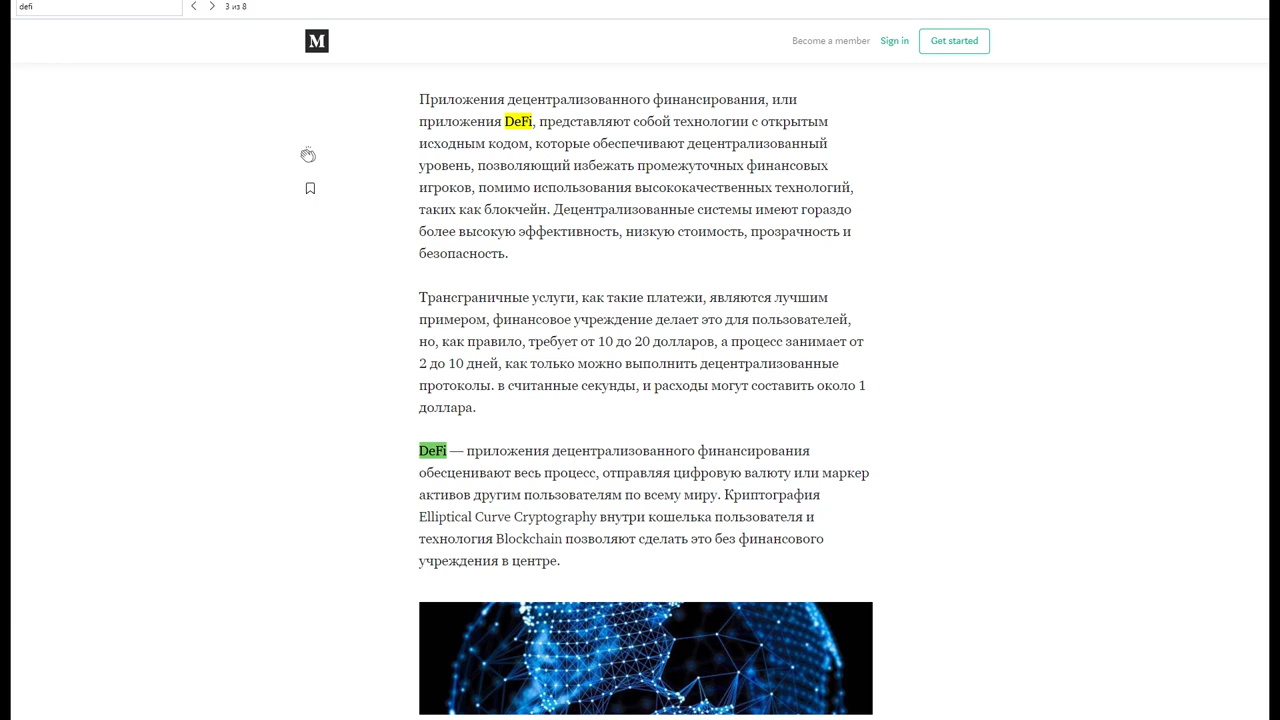 defi
3 из 8
M
Become a member
Sign in
Get started
Приложения децентрализованного финансирования, или
приложения DeFi, представляют собой технологии с открытым
исходным кодом, которые обеспечивают децентрализованный
уровень, позволяющий избежать промежуточных финансовых
игроков, помимо использования высококачественных технологий,
таких как блокчейн. Децентрализованные системы имеют гораздо
более высокую эффективность, низкую стоимость, прозрачность и
безопасность.
Трансграничные услуги, как такие платежи, являются лучшим
примером, финансовое учреждение делает это для пользователей,
но, как правило, требует от 10 до 20 долларов, а процесс занимает от
2 до 10 дней, как только можно выполнить децентрализованные
протоколы. в считанные секунды, и расходы могут составить около 1
доллара.
DeFi — приложения децентрализованного финансирования
обесценивают весь процесс, отправляя цифровую валюту или маркер
активов другим пользователям по всему миру. Криптография
Elliptical Curve Cryptography внутри кошелька пользователя и
технология Blockchain позволяют сделать это без финансового
учреждения в центре.